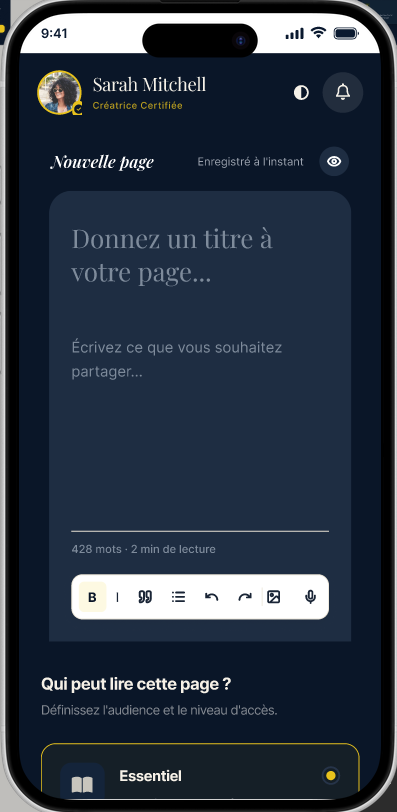 9:41
Sarah Mitchell
Créatrice Certifiée
Nouvelle page
Enregistré à l'instant
Donnez un titre à
votre page...
Écrivez ce que vous souhaitez
partager...
428 mots · 2 min de lecture
B I
Qui peut lire cette page ?
Définissez l'audience et le niveau d'accès.
Essentiel